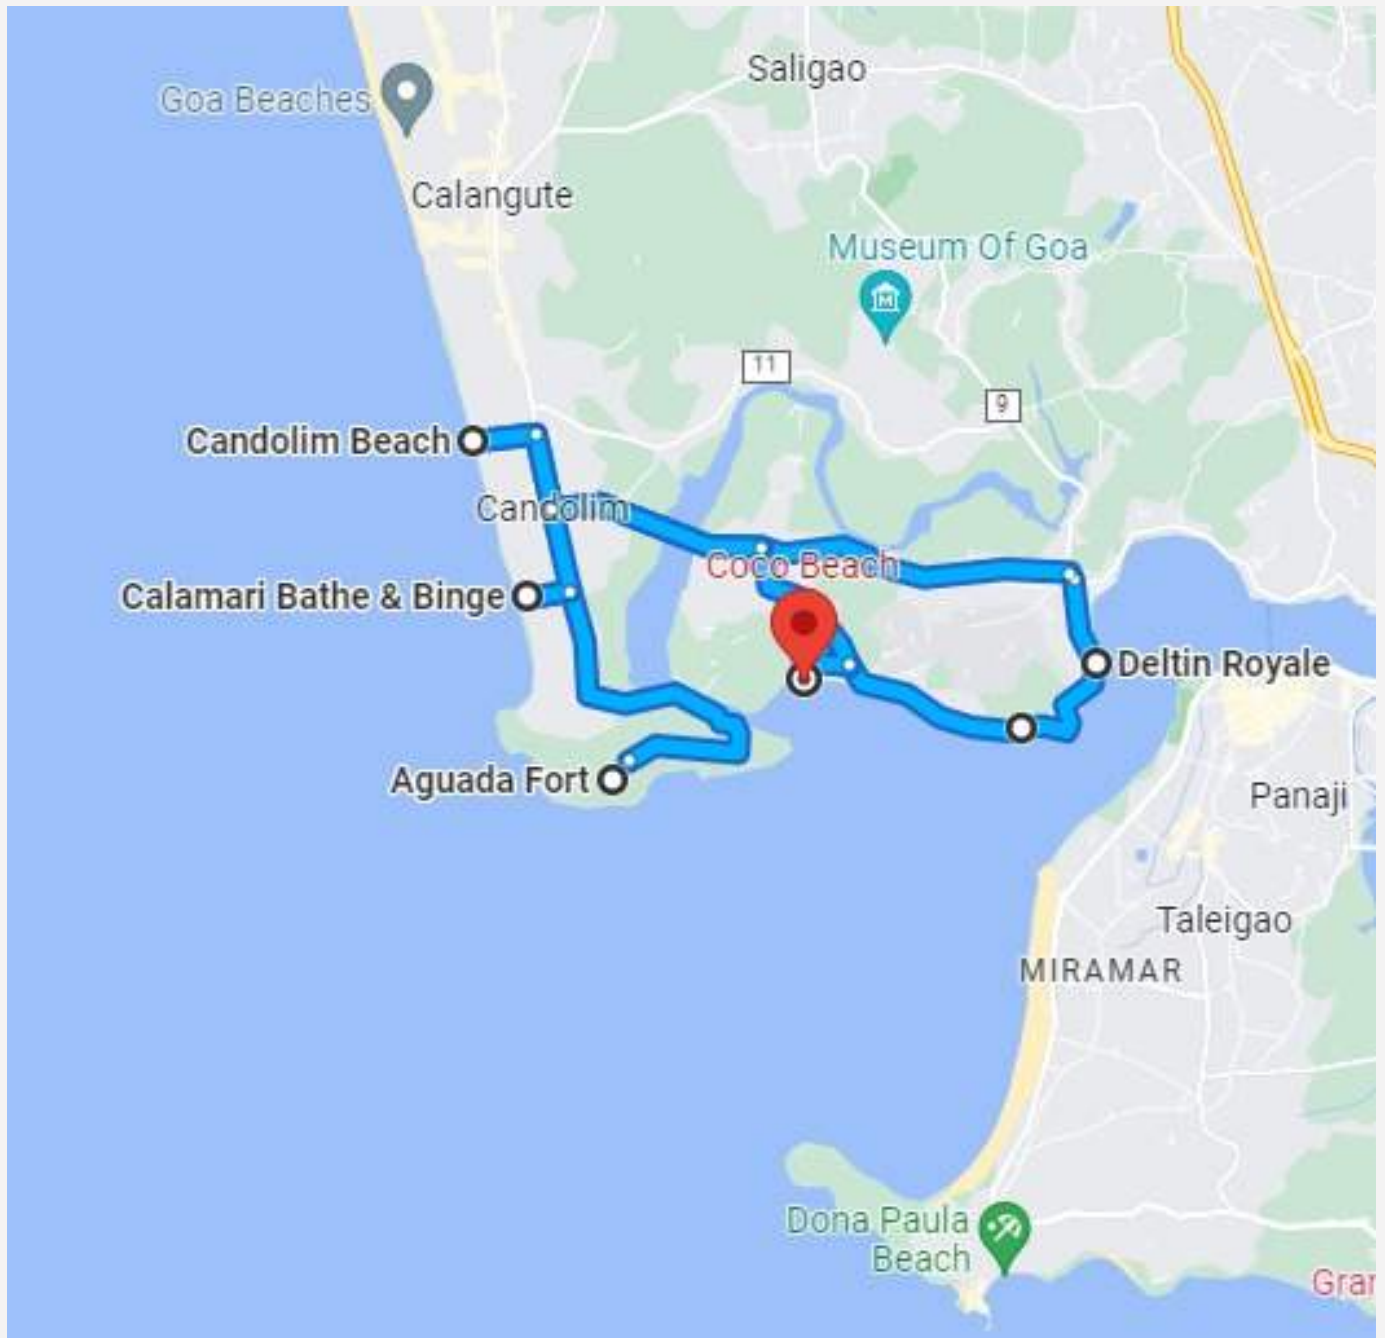 Saligao
Goa Beaches
Calangute
Museum Of Goa
11
9
Candolim Beach
Candolim
Coco Beach
Calamari Bathe & Binge
Deltin Royale
Aguada Fort
Panaji
Taleigao
MIRAMAR
Dona Paula
Beach
Gran